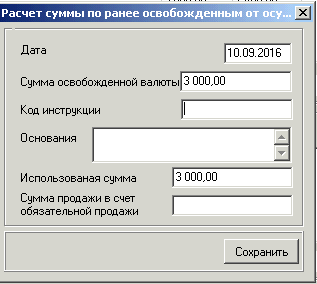 Расчет суммы по ранее освобожденным от осу...
Дата 10.09.2016
Сумма освобожденной валюты 3 000,00
Код инструкции
Основания
Использованая сумма 3 000,00
Сумма продажи в счет
обязательной продажи
Сохранить